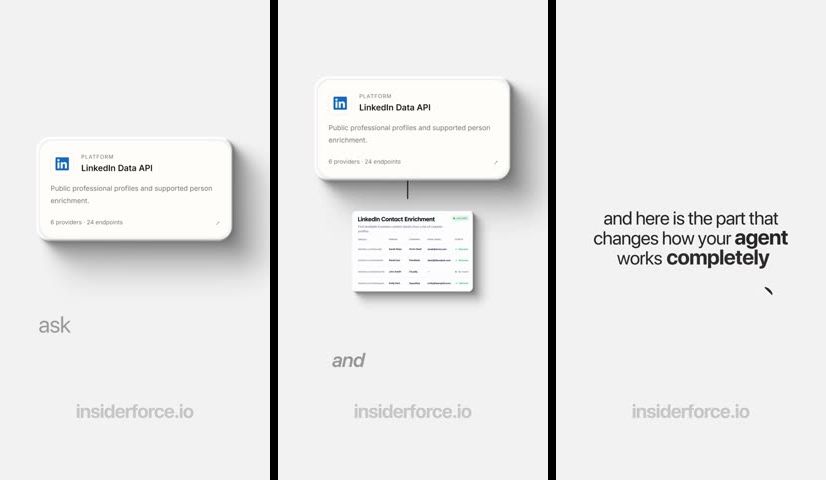 PLATFORM
LinkedIn Data API
Public professional profiles and supported person
enrichment.
6 providers · 24 endpoints
ask
insiderforce.io
PLATFORM
LinkedIn Data API
Public professional profiles and supported person
enrichment.
6 providers · 24 endpoints
LinkedIn Contact Enrichment
and
insiderforce.io
and here is the part that
changes how your agent
works completely
insiderforce.io